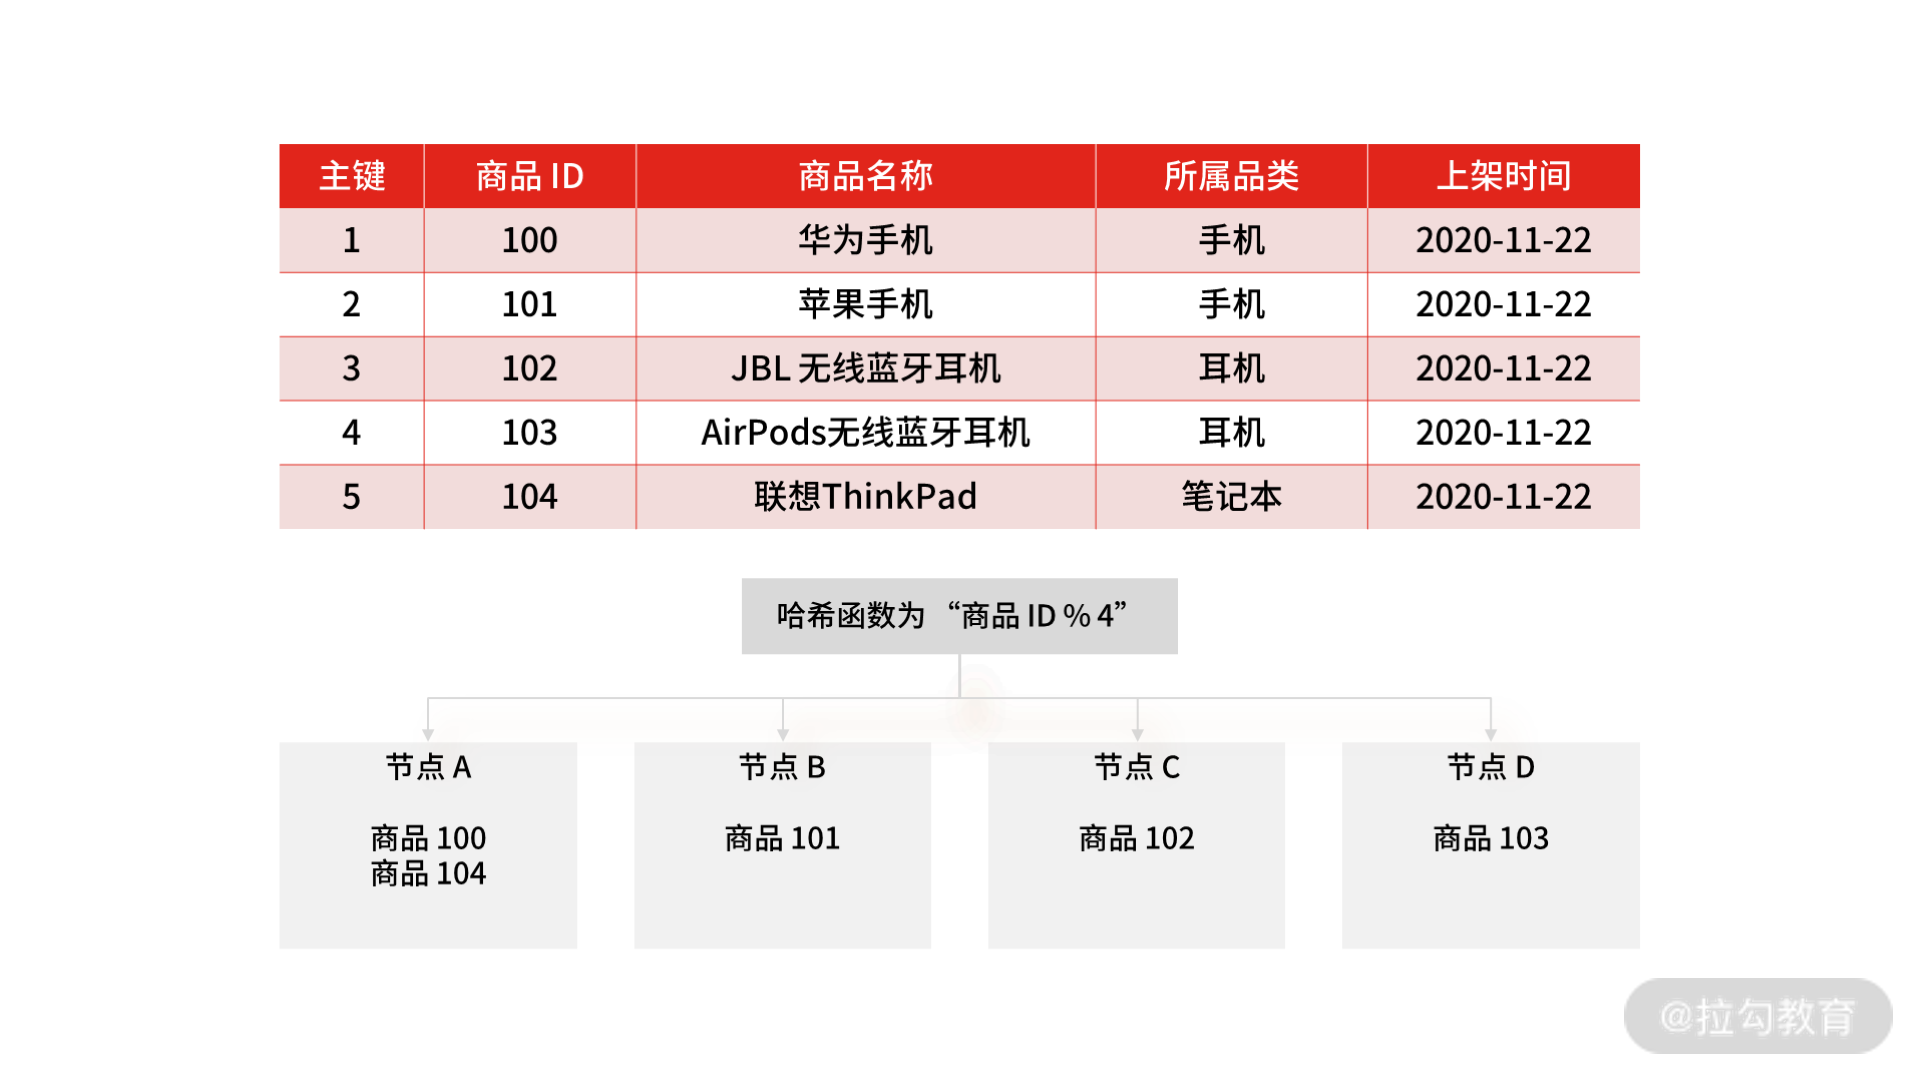 主键 商品 ID 商品名称 所属品类 上架时间
1 100 华为手机 手机 2020-11-22
2 101 苹果手机 手机 2020-11-22
3 102 JBL 无线蓝牙耳机 耳机 2020-11-22
4 103 AirPods无线蓝牙耳机 耳机 2020-11-22
5 104 联想ThinkPad 笔记本 2020-11-22
哈希函数为 “商品 ID % 4”
节点 A 节点 B 节点 C 节点 D
商品 100 商品 101 商品 102 商品 103
商品 104
@拉勾教育